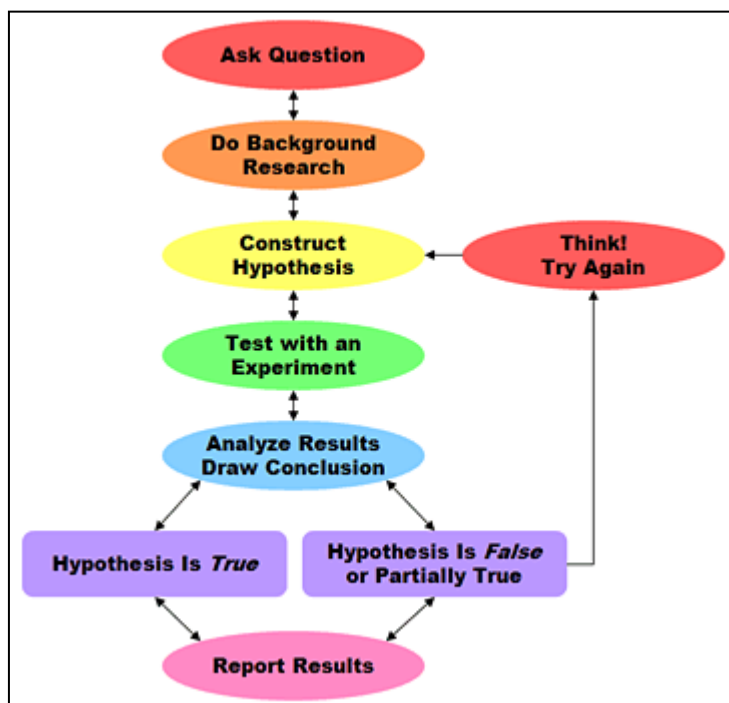 Ask Question
Do Background
Research
Construct
Hypothesis
Think!
Try Again
Test with an
Experiment
Analyze Results
Draw Conclusion
Hypothesis Is True
Hypothesis Is False
or Partially True
Report Results